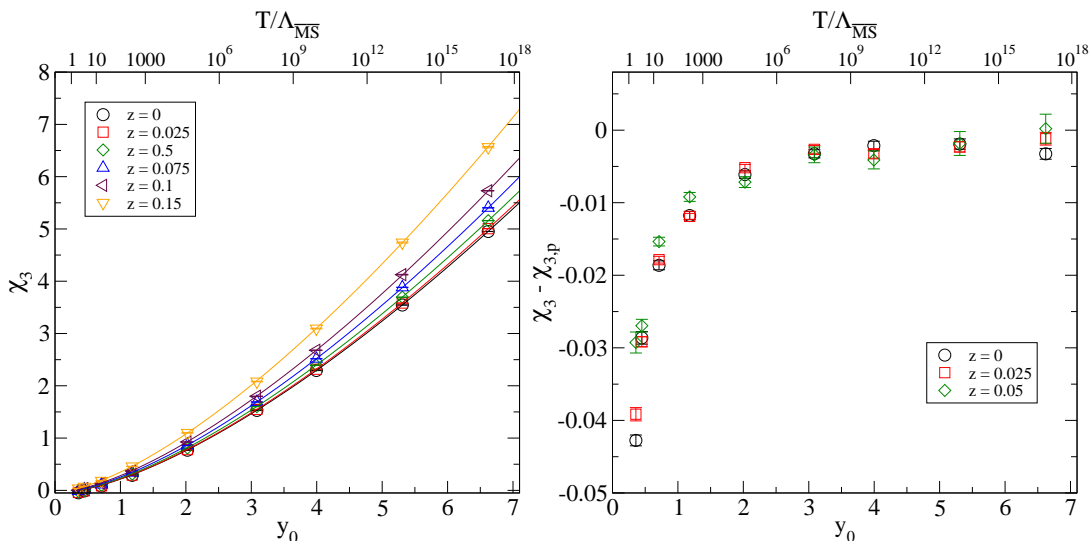 T/Λ_MS̅
1 10 1000 10^6 10^9 10^12 10^15 10^18
8
7
6
5
4
3
2
1
0
χ_3
z = 0
z = 0.025
z = 0.5
z = 0.075
z = 0.1
z = 0.15
0 1 2 3 4 5 6 7
y_0
T/Λ_MS̅
1 10 1000 10^6 10^9 10^12 10^15 10^18
0
-0.01
-0.02
-0.03
-0.04
-0.05
χ_3 - χ_3,p
z = 0
z = 0.025
z = 0.05
0 1 2 3 4 5 6 7
y_0